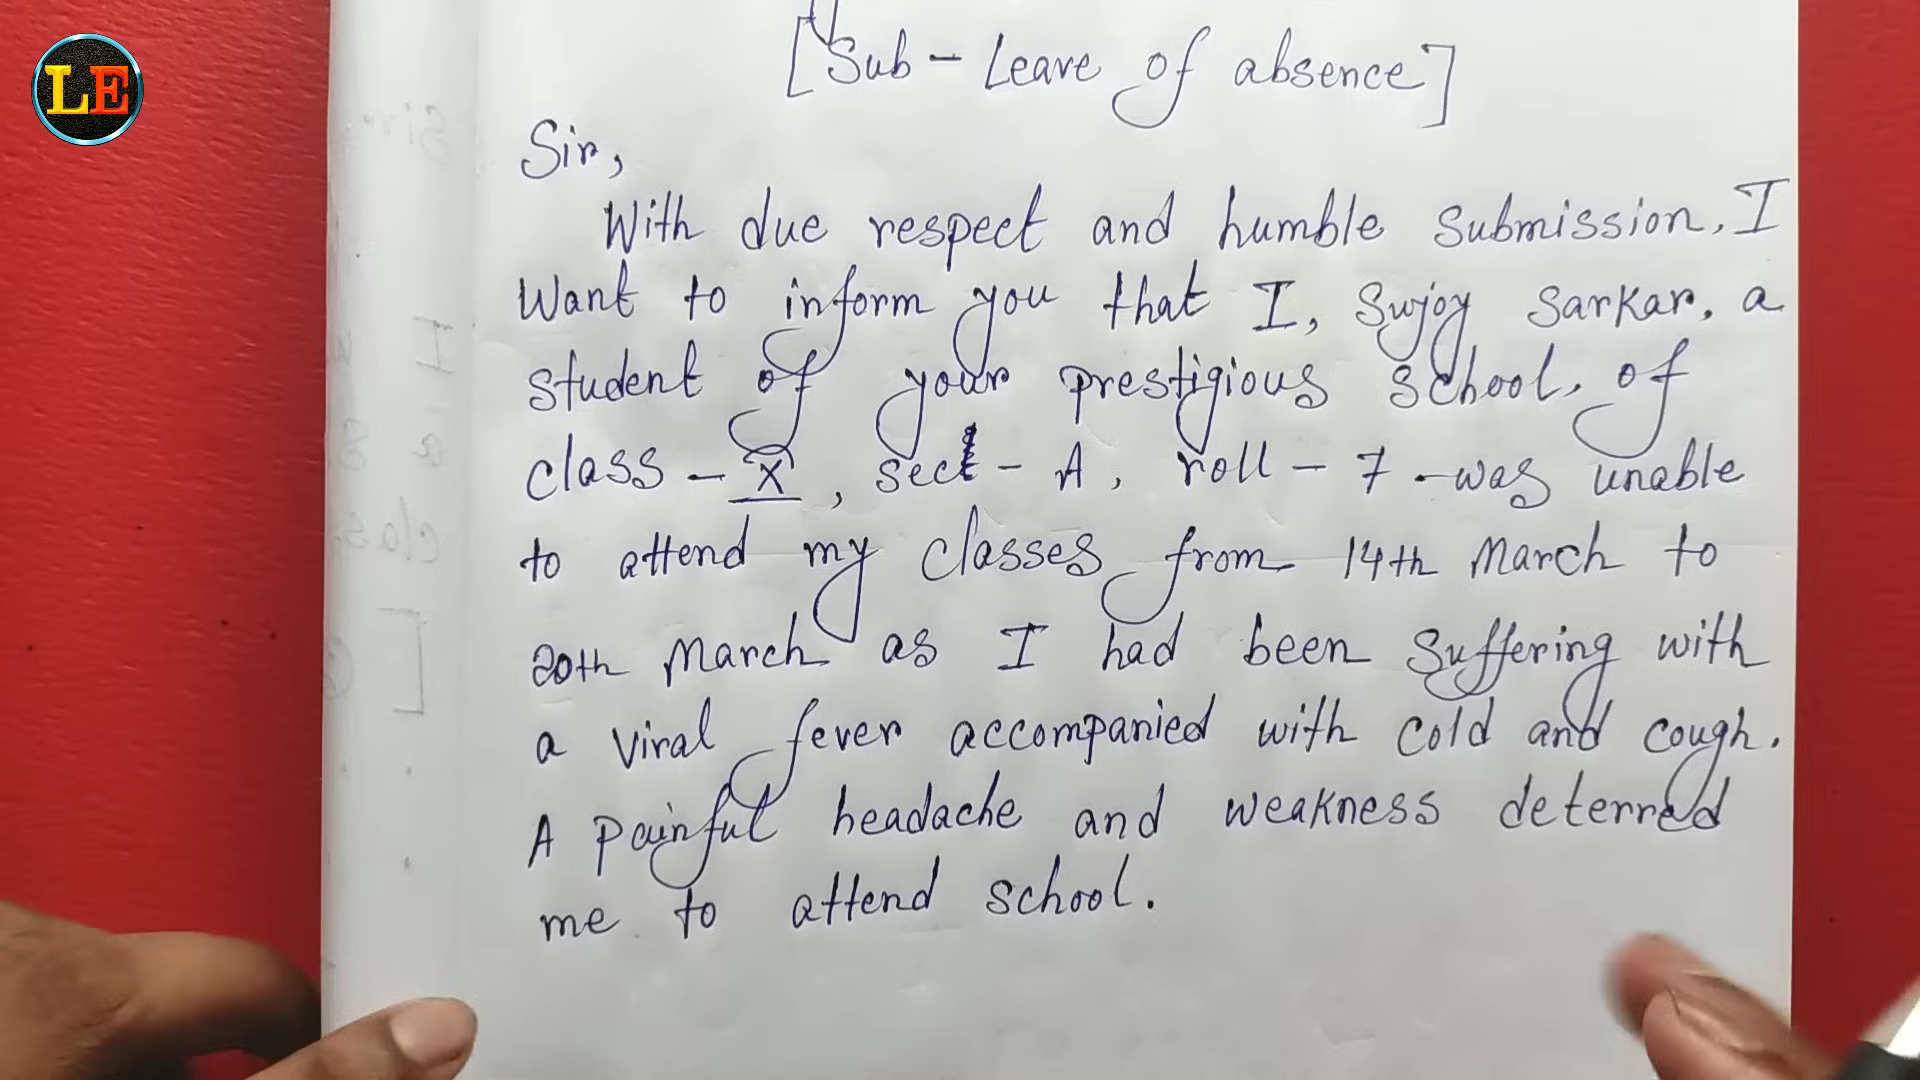 LE
[Sub - Leave of absence]
Sir,
With due respect and humble submission, I
want to inform you that I, Sujoy Sarkar, a
student of your prestigious school, of
class - X, sect - A, roll - 7 - was unable
to attend my classes from 14th March to
20th March as I had been suffering with
a viral fever accompanied with cold and cough.
A painful headache and weakness deterred
me to attend school.